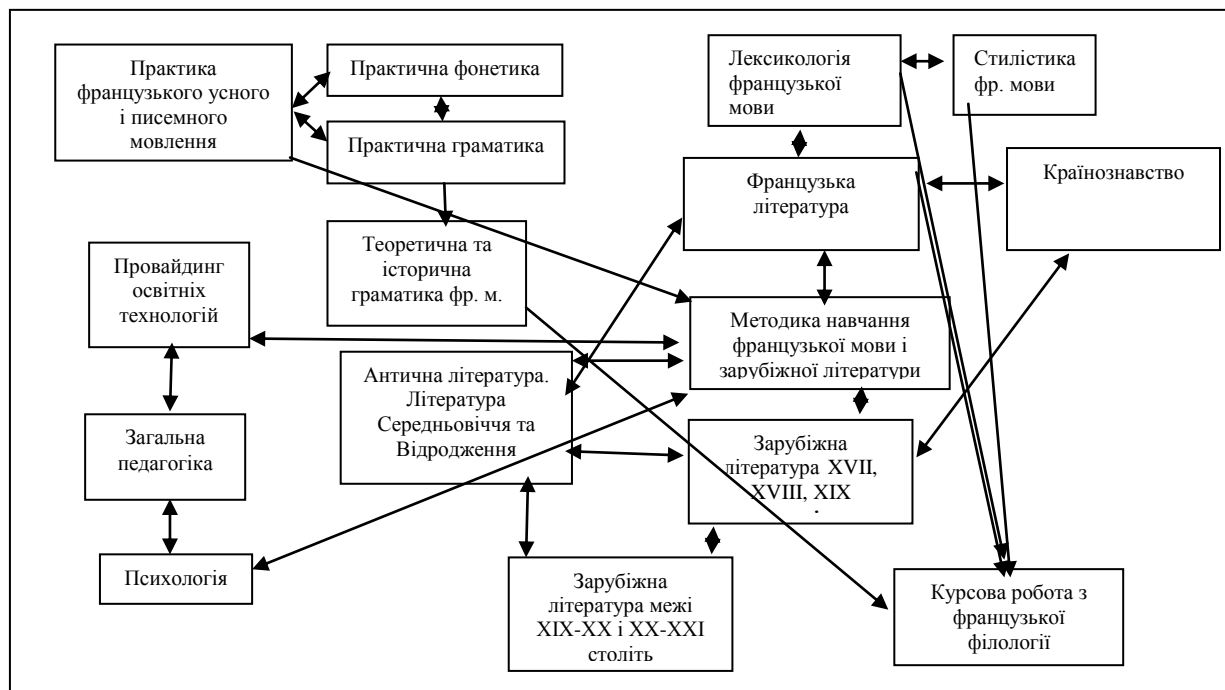 Практика
французького усного
і писемного
мовлення
Практична фонетика
Практична граматика
Лексикологія
французької
мови
Стилістика
фр. мови
Французька
література
Країнознавство
Теоретична та
історична
граматика фр. м.
Провайдинг
освітніх
технологій
Методика навчання
французької мови і
зарубіжної літератури
Антична література.
Література
Середньовіччя та
Відродження
Загальна
педагогіка
Зарубіжна
література XVII,
XVIII, XIX
Психологія
Зарубіжна
література межі
XIX-XX і XX-XXI
століть
Курсова робота з
французької
філології